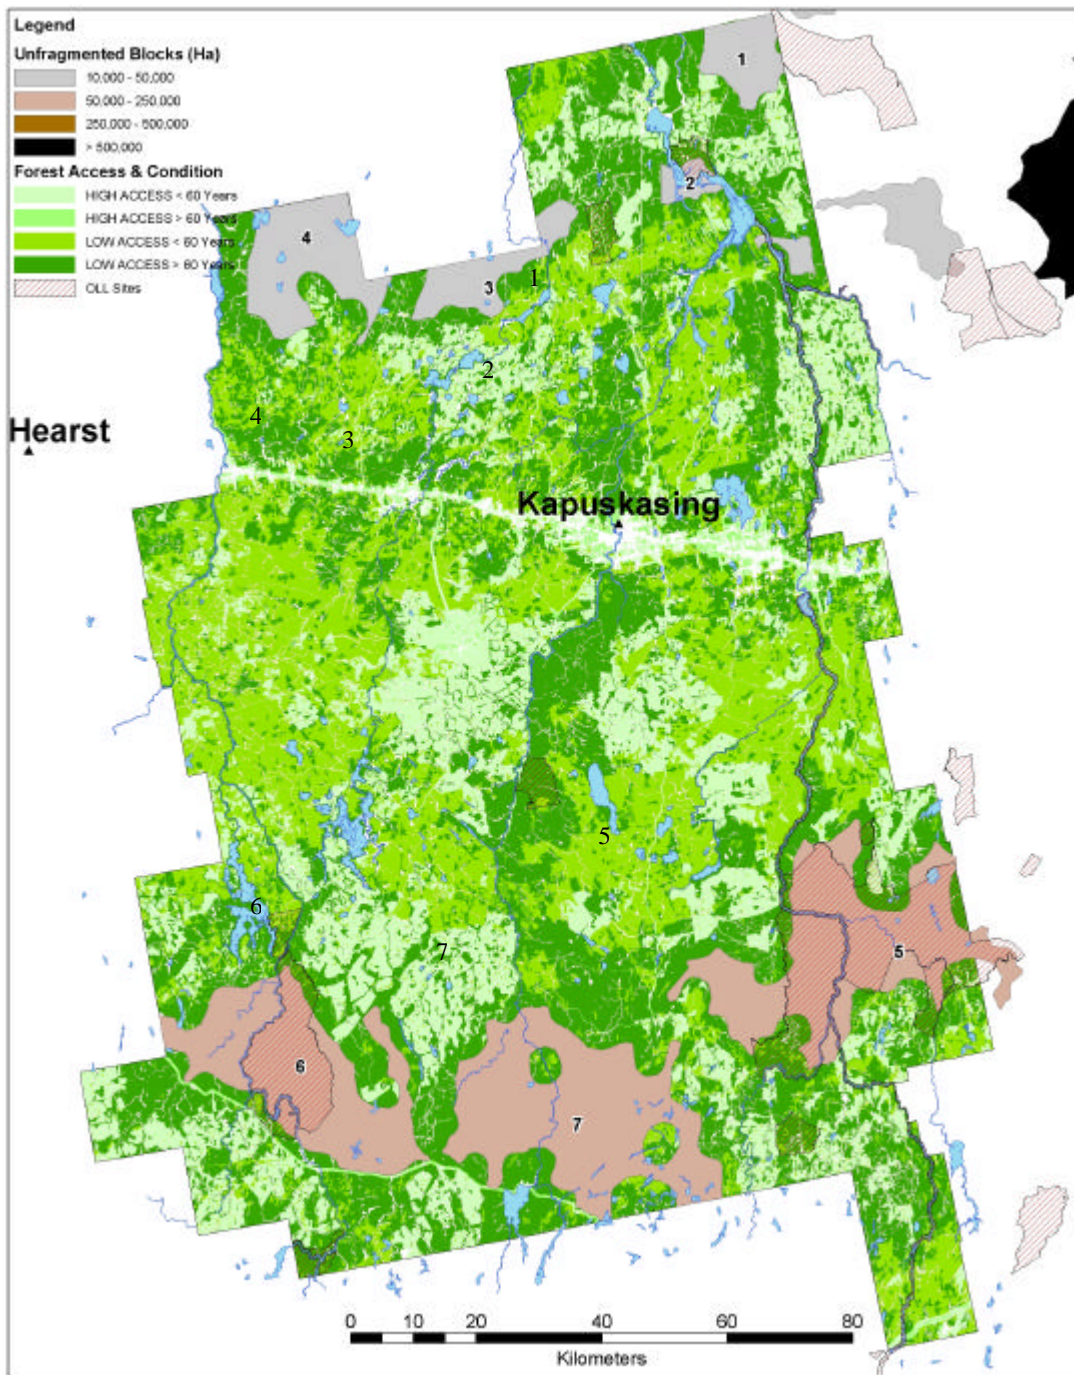 Legend
Unfragmented Blocks (Ha)
10,000 - 50,000
50,000 - 250,000
250,000 - 500,000
> 500,000
Forest Access & Condition
HIGH ACCESS < 60 Years
HIGH ACCESS > 60 Years
LOW ACCESS < 60 Years
LOW ACCESS > 60 Years
OLL Sites
1
2
4
3
1
2
4
3
Hearst
Kapuskasing
5
6
7
5
6
7
0 10 20 40 60 80
Kilometers